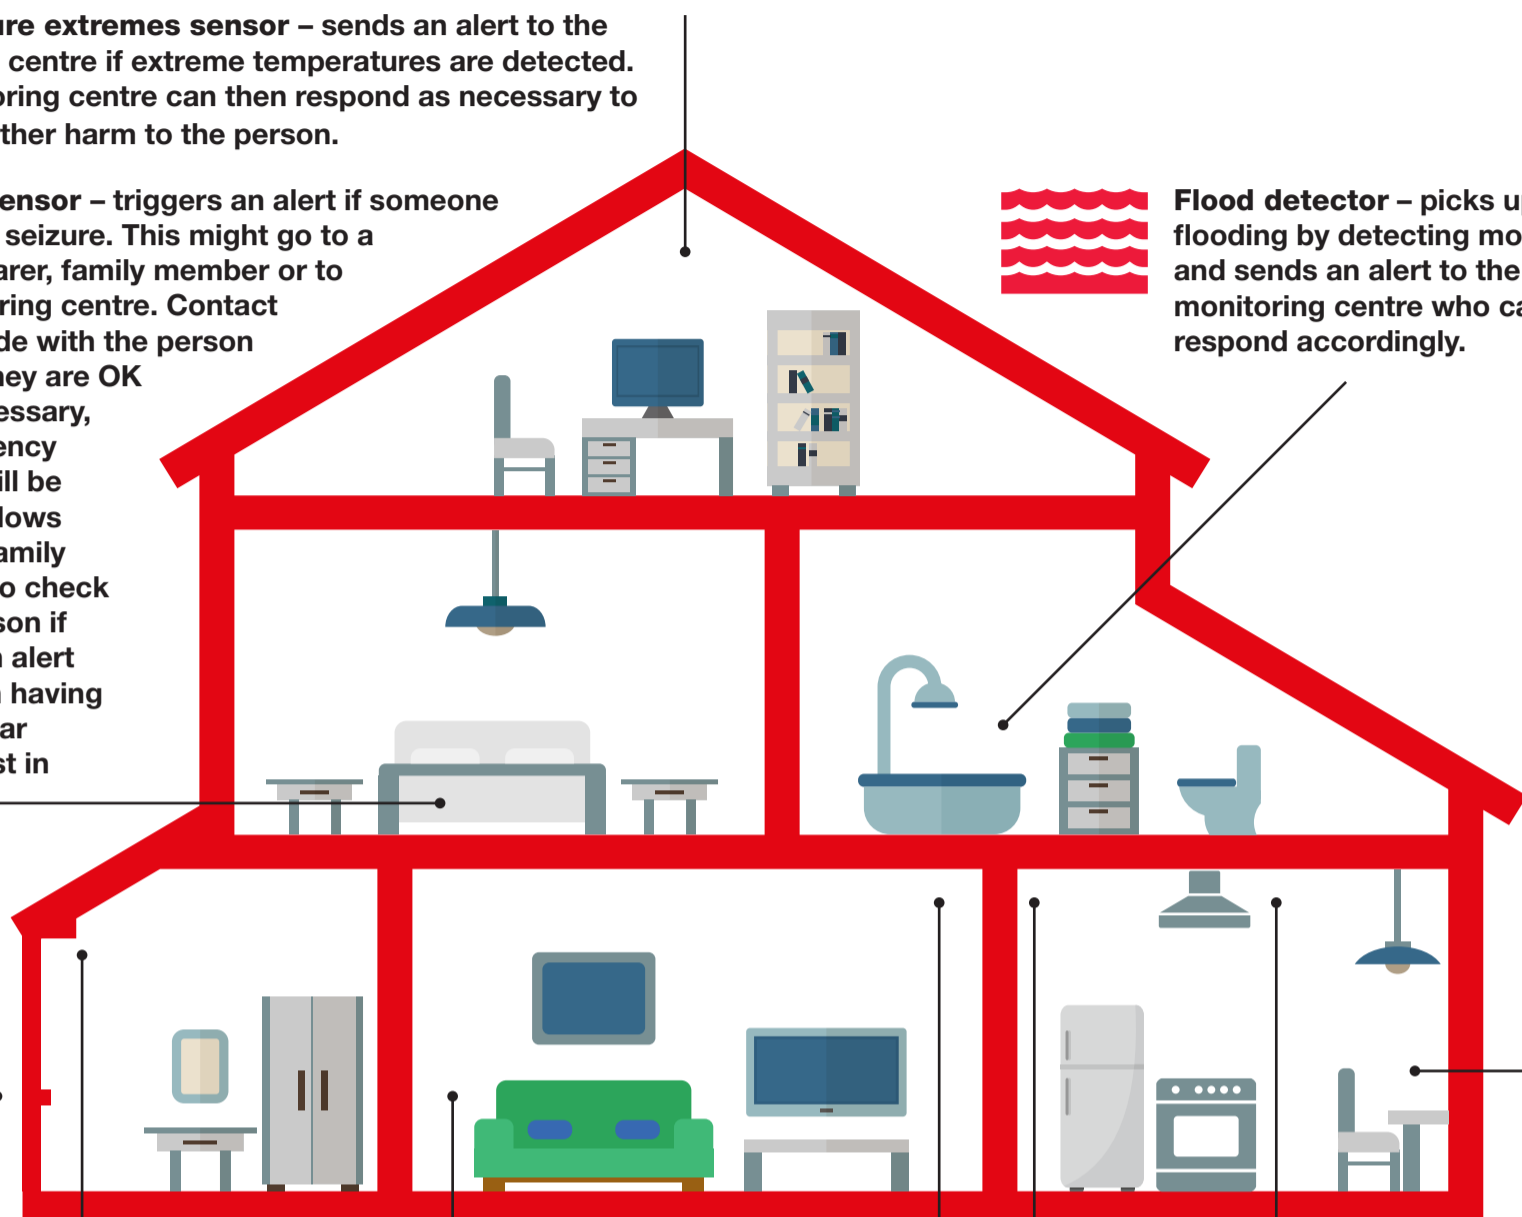 ure extremes sensor – sends an alert to the
centre if extreme temperatures are detected.
oring centre can then respond as necessary to
ther harm to the person.
ensor – triggers an alert if someone
seizure. This might go to a
arer, family member or to
ring centre. Contact
de with the person
hey are OK
essary,
ency
ill be
lows
amily
o check
son if
n alert
n having
ar
st in
Flood detector – picks up
flooding by detecting mo
and sends an alert to the
monitoring centre who ca
respond accordingly.